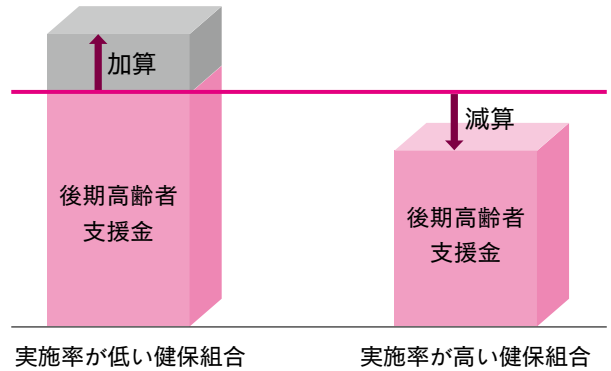 加算
減算
後期高齢者
支援金
後期高齢者
支援金
実施率が低い健保組合
実施率が高い健保組合